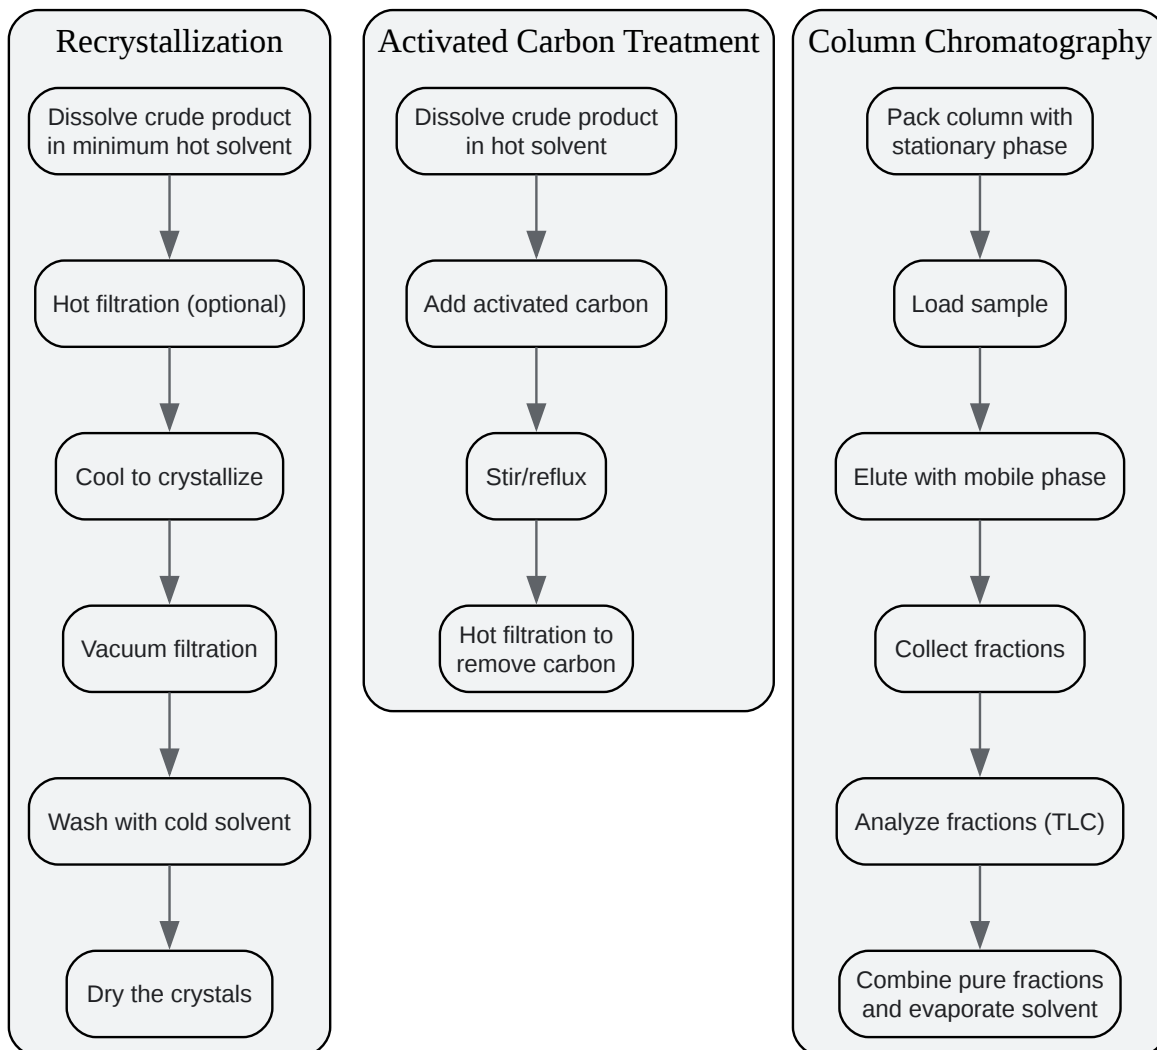 Recrystallization
Dissolve crude product
in minimum hot solvent
Hot filtration (optional)
Cool to crystallize
Vacuum filtration
Wash with cold solvent
Dry the crystals
Activated Carbon Treatment
Dissolve crude product
in hot solvent
Add activated carbon
Stir/reflux
Hot filtration to
remove carbon
Column Chromatography
Pack column with
stationary phase
Load sample
Elute with mobile phase
Collect fractions
Analyze fractions (TLC)
Combine pure fractions
and evaporate solvent